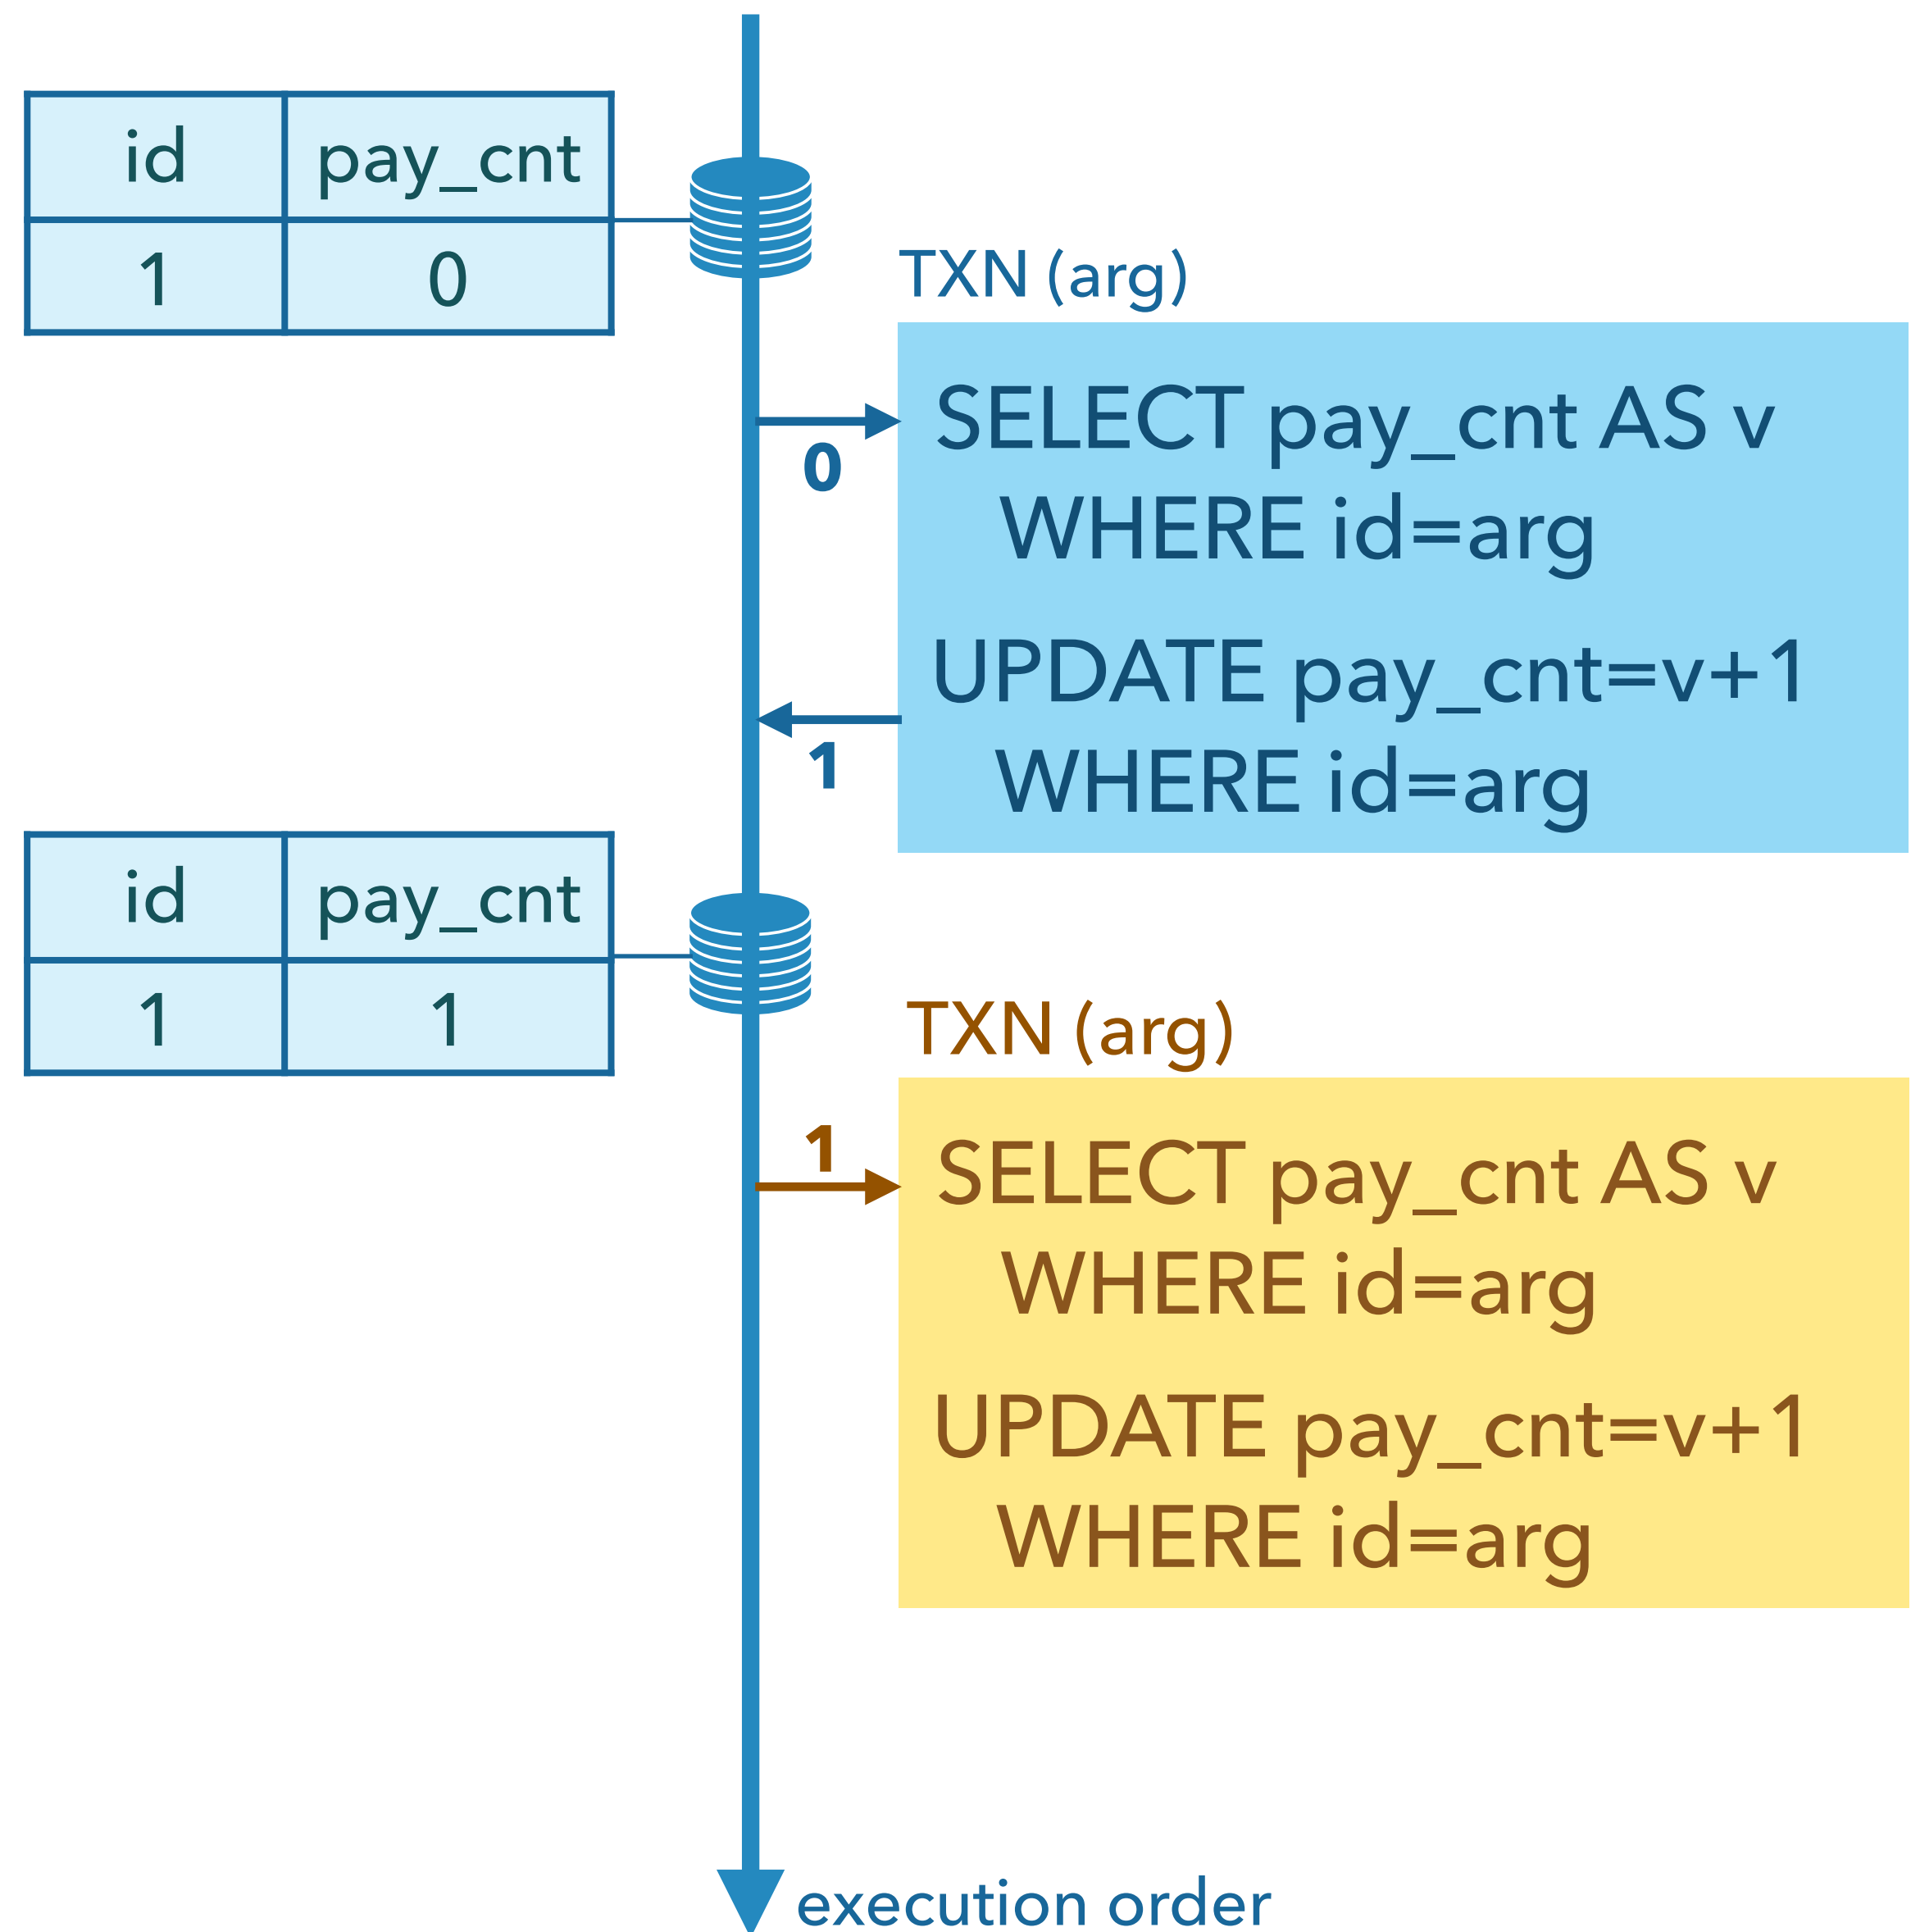 id pay_cnt
1 0
TXN (arg)
SELECT pay_cnt AS v
WHERE id=arg
0
UPDATE pay_cnt=v+1
WHERE id=arg
1
id pay_cnt
1 1
TXN (arg)
1
SELECT pay_cnt AS v
WHERE id=arg
UPDATE pay_cnt=v+1
WHERE id=arg
execution order